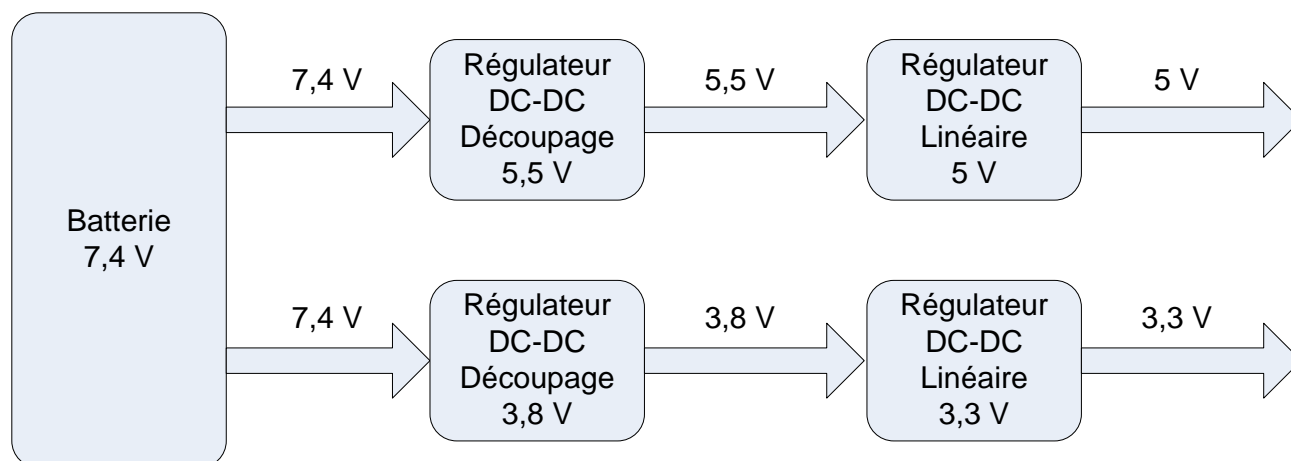 7,4 V
Régulateur
DC-DC
Découpage
5,5 V
5,5 V
Régulateur
DC-DC
Linéaire
5 V
5 V
Batterie
7,4 V
7,4 V
Régulateur
DC-DC
Découpage
3,8 V
3,8 V
Régulateur
DC-DC
Linéaire
3,3 V
3,3 V